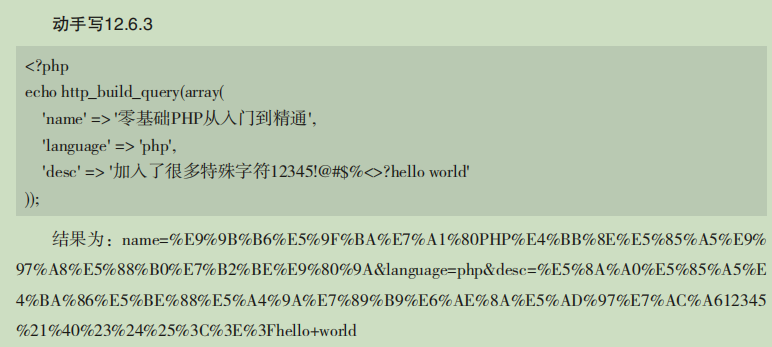 动手写12.6.3
<?php
echo http_build_query(array(
'name' => '零基础PHP从入门到精通',
'language' => 'php',
'desc' => '加入了很多特殊字符12345!@#$%<>?hello world'
));
结果为：name=%E9%9B%B6%E5%9F%BA%E7%A1%80PHP%E4%BB%8E%E5%85%A5%E9%
97%A8%E5%88%B0%E7%B2%BE%E9%80%9A&language=php&desc=%E5%8A%A0%E5%85%A5%E
4%BA%86%E5%BE%88%E5%A4%9A%E7%89%B9%E6%AE%8A%E5%AD%97%E7%AC%A612345
%21%40%23%24%25%3C%3E%3Fhello+world